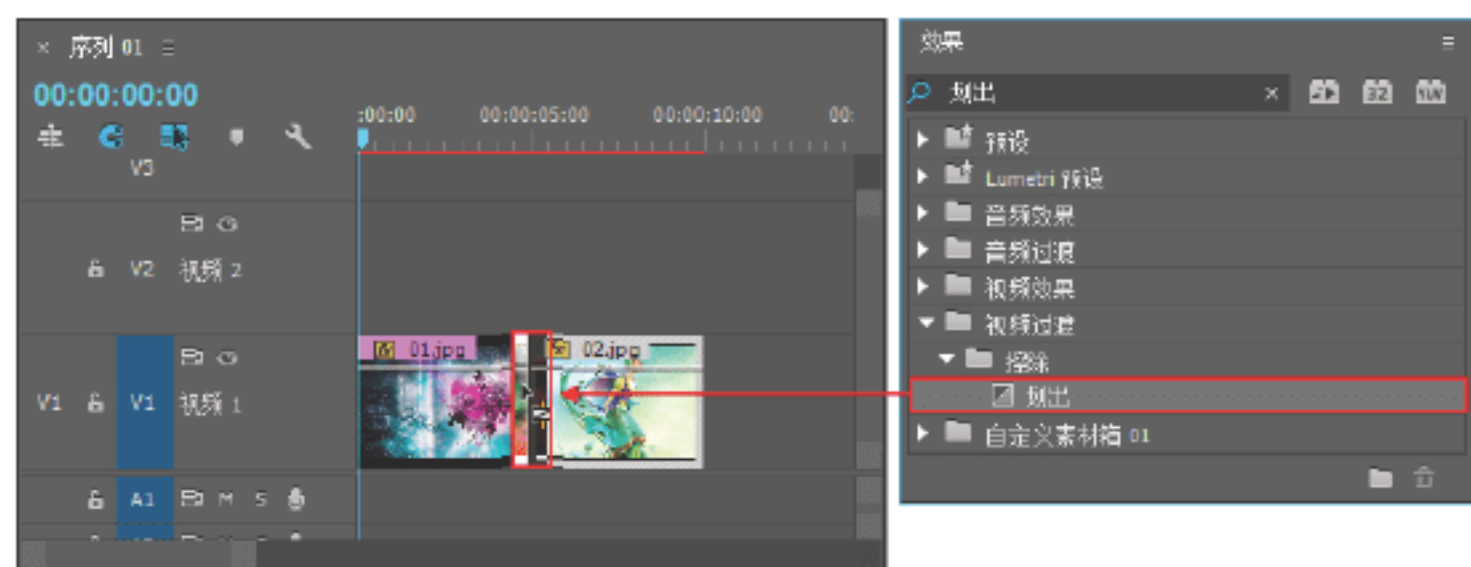 × 序列 01
00:00:00:00
:00:00 00:00:05:00 00:00:10:00 00:
V3
V2 视频 2
01.jpg 02.jpg
V1 V1 视频 1
A1 M S
效果
划出 ×
32 YUV
预设
Lumetri 预设
音频效果
音频过渡
视频效果
视频过渡
擦除
划出
自定义素材箱 01